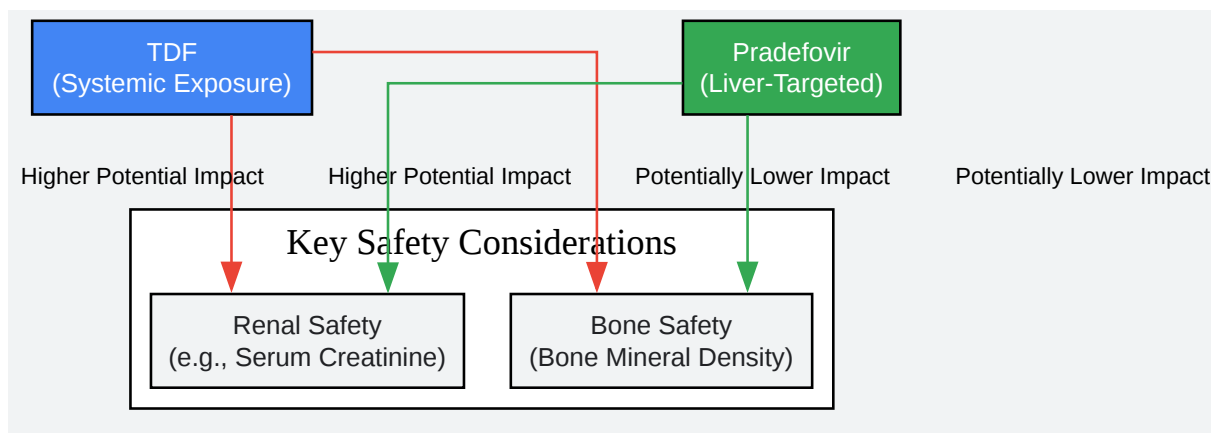 TDF
(Systemic Exposure)
Pradefovir
(Liver-Targeted)
Higher Potential Impact
Higher Potential Impact
Potentially Lower Impact
Potentially Lower Impact
Key Safety Considerations
Renal Safety
(e.g., Serum Creatinine)
Bone Safety
(Bone Mineral Density)